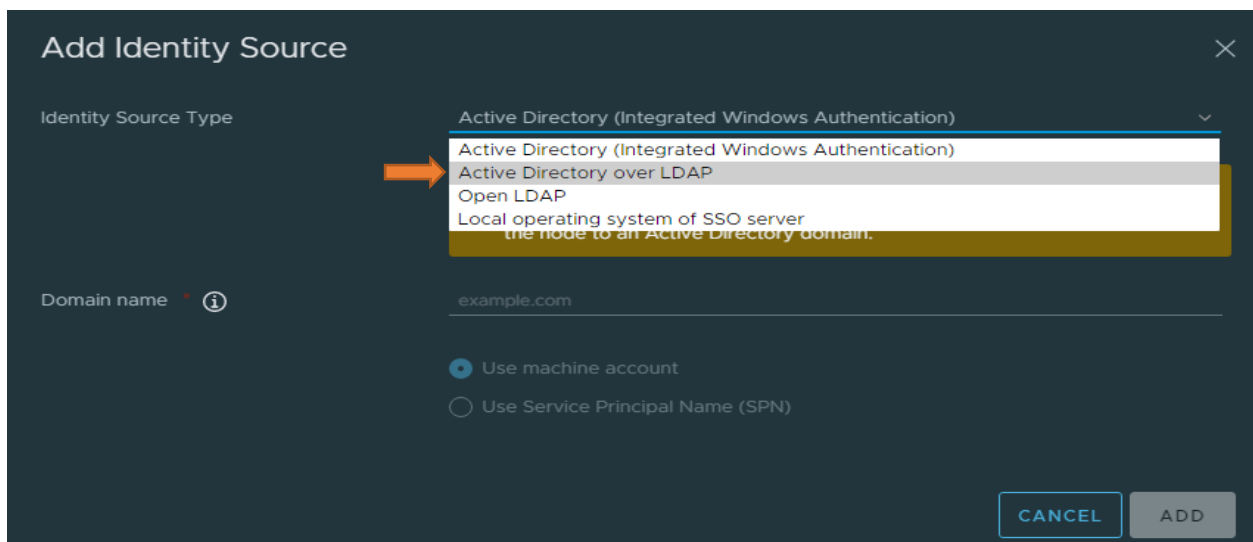 Add Identity Source
Identity Source Type
Active Directory (Integrated Windows Authentication)
Active Directory (Integrated Windows Authentication)
Active Directory over LDAP
Open LDAP
Local operating system of SSO server
the node to an Active Directory domain.
Domain name *
example.com
Use machine account
Use Service Principal Name (SPN)
CANCEL
ADD